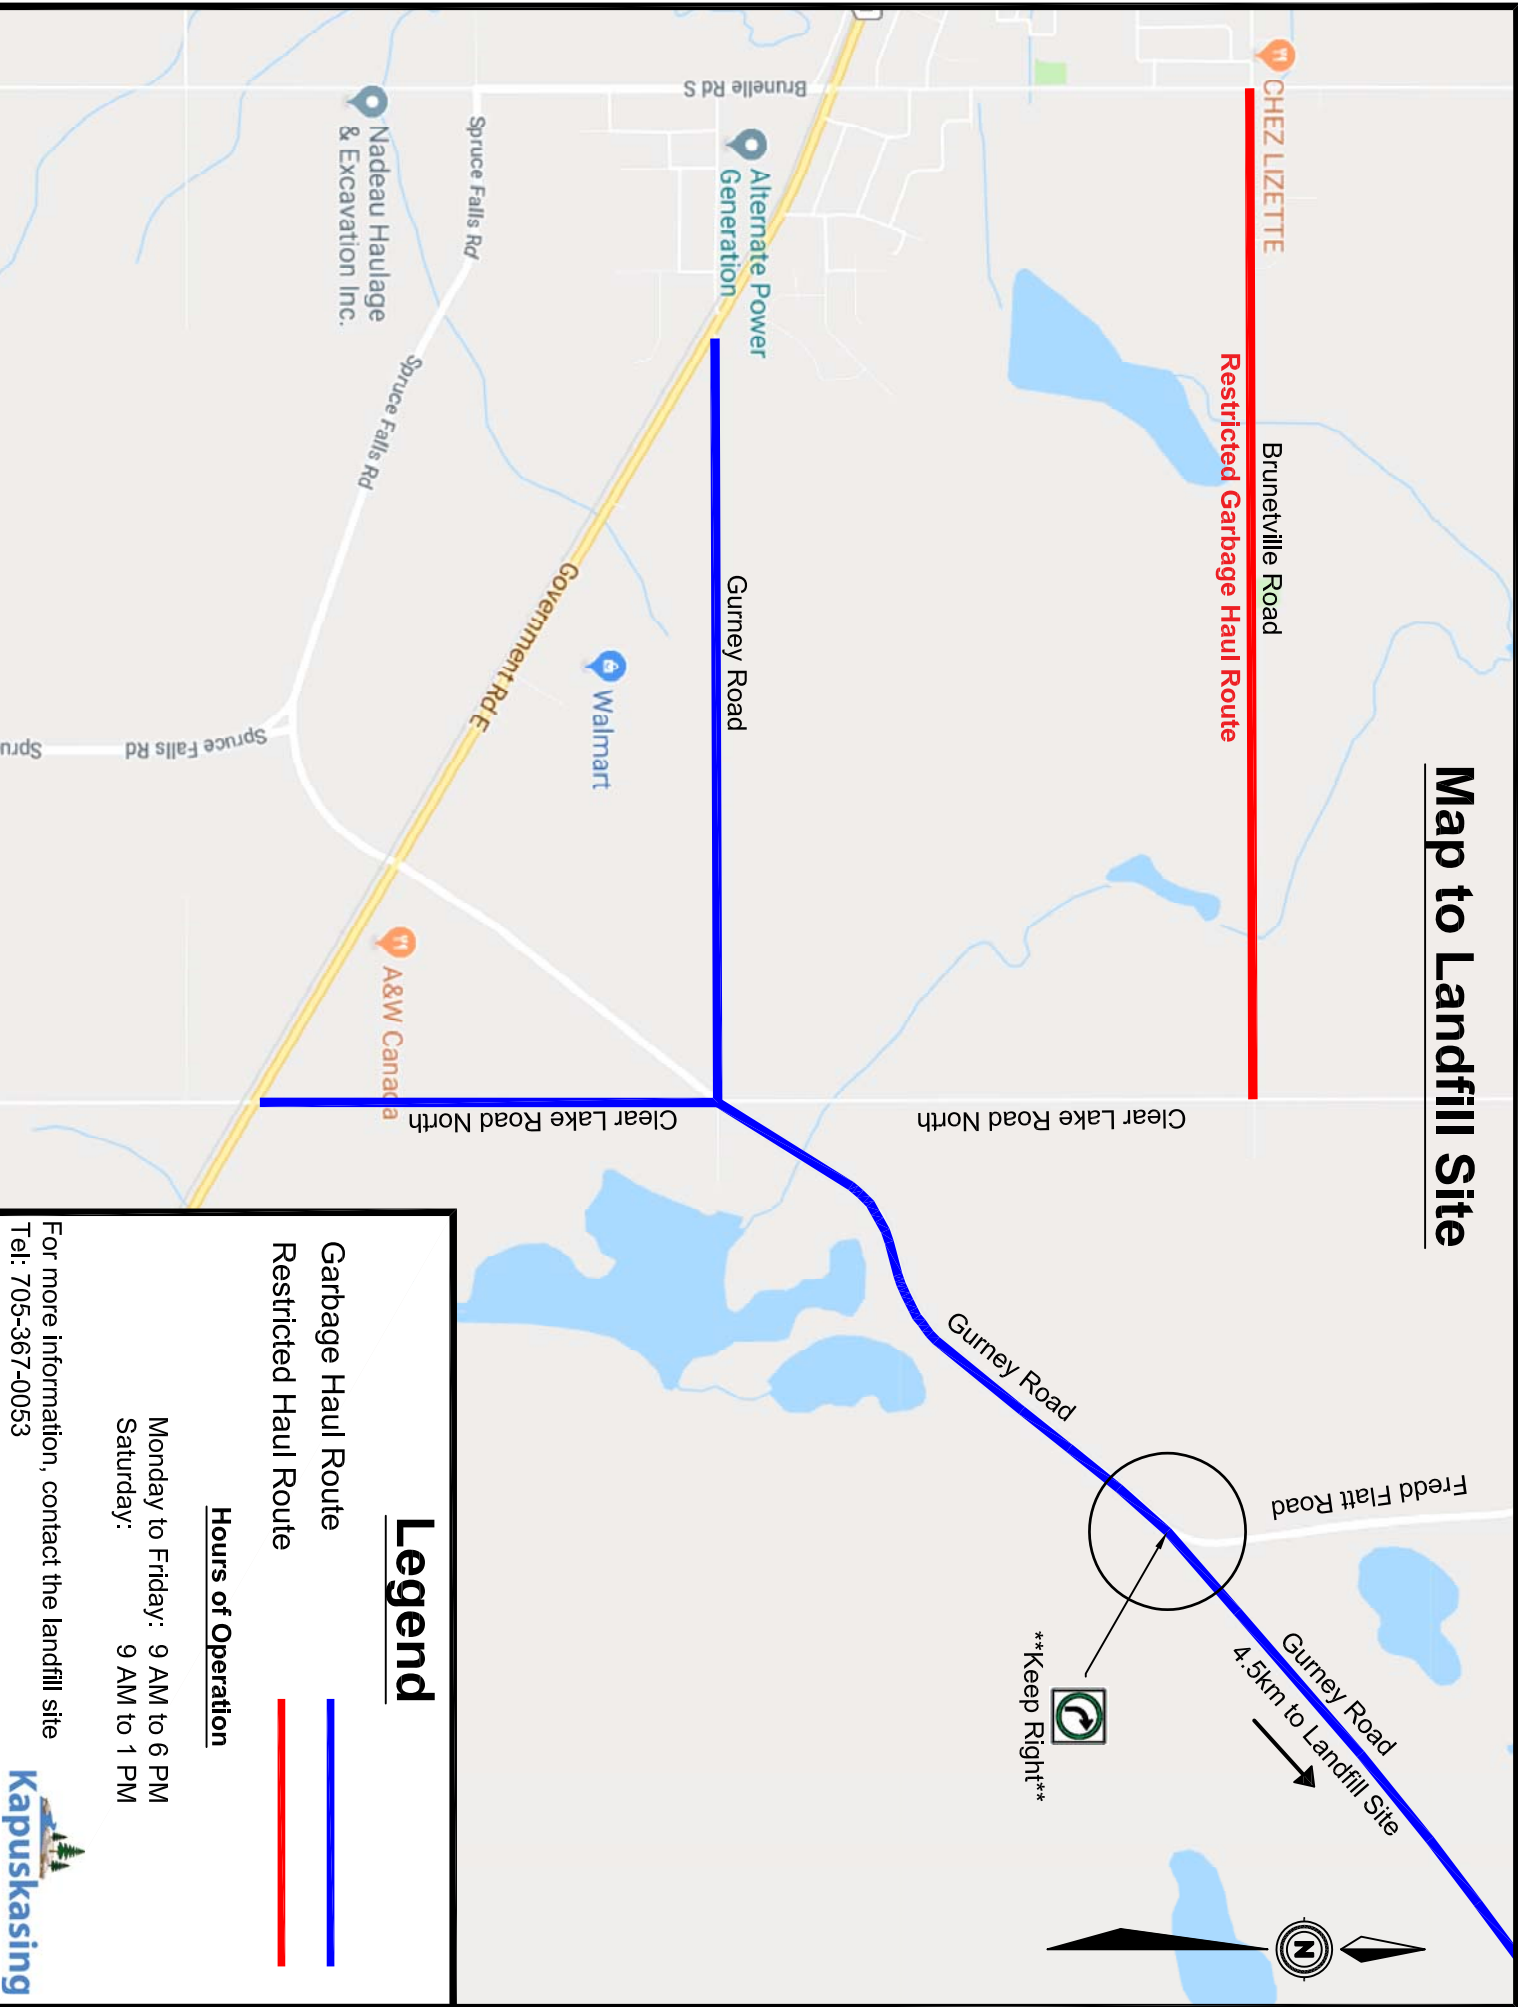 Map to Landfill Site
CHEZ LIZETTE
Brunetville Road
Restricted Garbage Haul Route
Fredd Flatt Road
Gurney Road
4.5km to Landfill Site
N
**Keep Right**
Gurney Road
Clear Lake Road North
Brunelle Rd S
Alternate Power
Generation
Gurney Road
Clear Lake Road North
Walmart
Government Rd E
Spruce Falls Rd
Nadeau Haulage
& Excavation Inc.
Spruce Falls Rd
A&W Canada
Spruce Falls Rd
Spru
Legend
Garbage Haul Route
Restricted Haul Route
Hours of Operation
Monday to Friday: 9 AM to 6 PM
Saturday: 9 AM to 1 PM
For more information, contact the landfill site
Tel: 705-367-0053
Kapuskasing